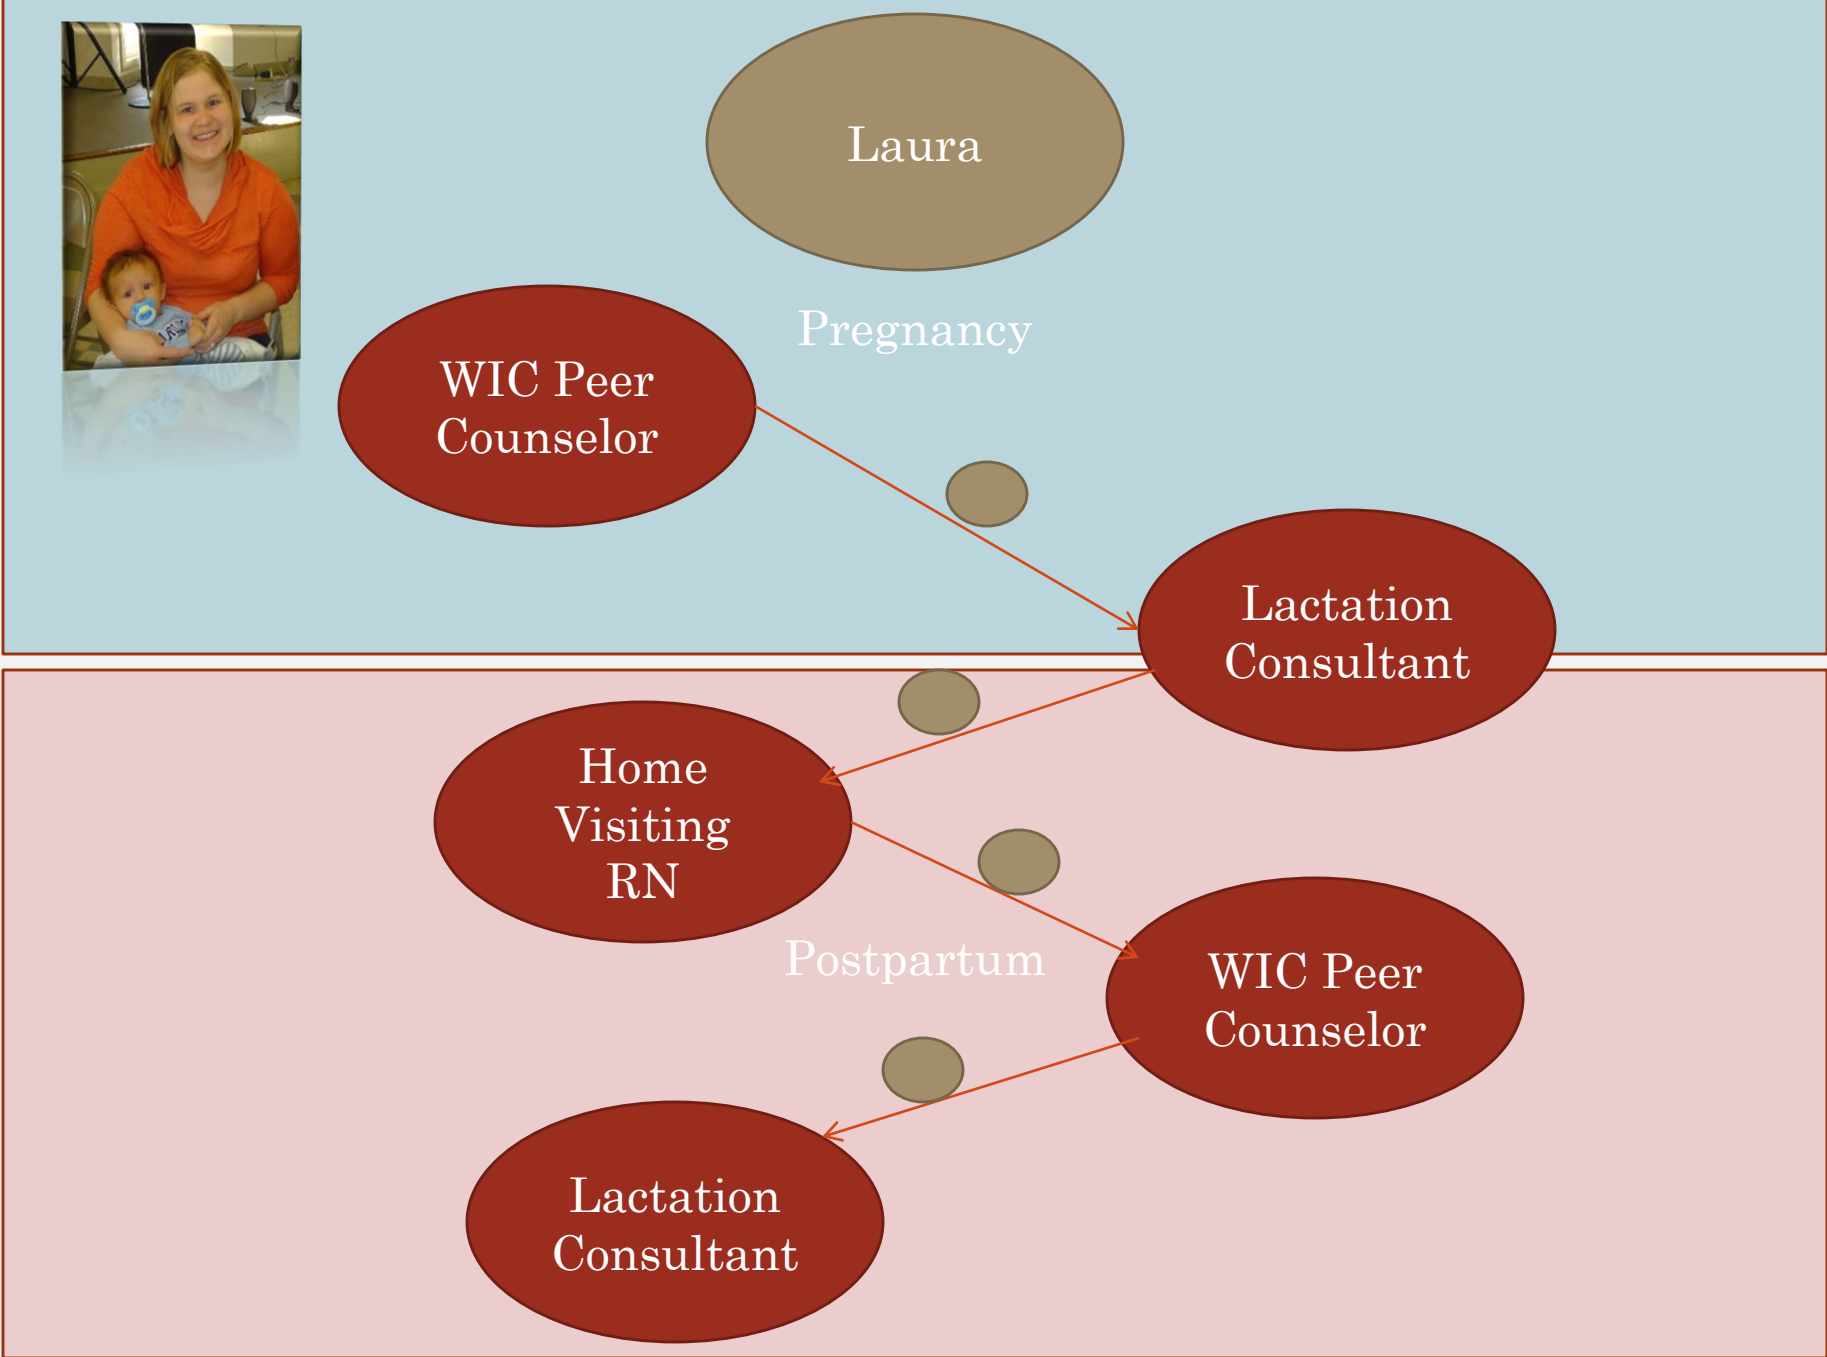 Laura
Pregnancy
WIC Peer
Counselor
Lactation
Consultant
Home
Visiting
RN
Postpartum
WIC Peer
Counselor
Lactation
Consultant